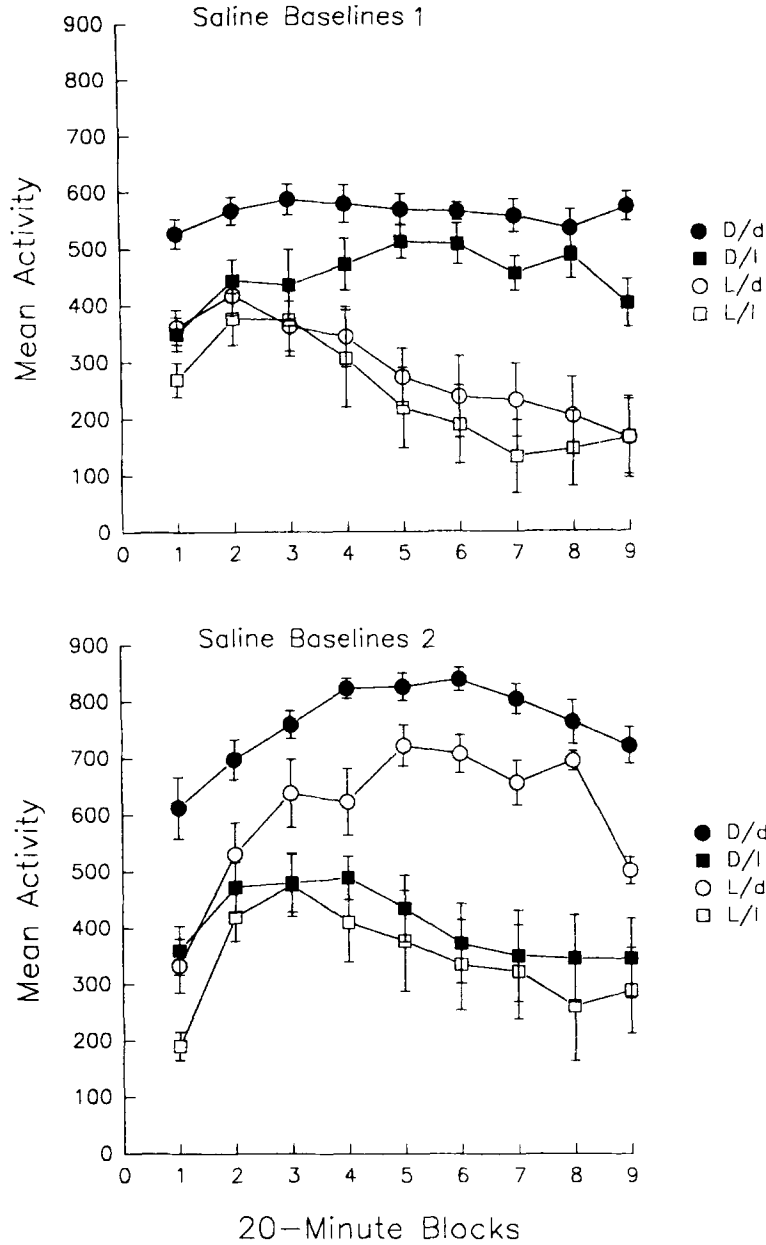 Saline Baselines 1
900
800
700
600
500
400
300
200
100
0
Mean Activity
0 1 2 3 4 5 6 7 8 9
D/d
D/l
L/d
L/l
Saline Baselines 2
900
800
700
600
500
400
300
200
100
0
Mean Activity
0 1 2 3 4 5 6 7 8 9
D/d
D/l
L/d
L/l
20-Minute Blocks